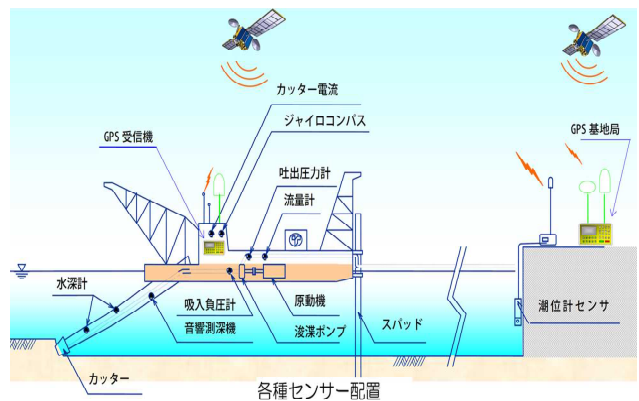 カッター電流
ジャイロコンパス
GPS 受信機
GPS 基地局
吐出圧力計
流量計
水深計
吸入負圧計
音響測深機
原動機
浚渫ポンプ
スパッド
潮位計センサ
カッター
各種センサー配置